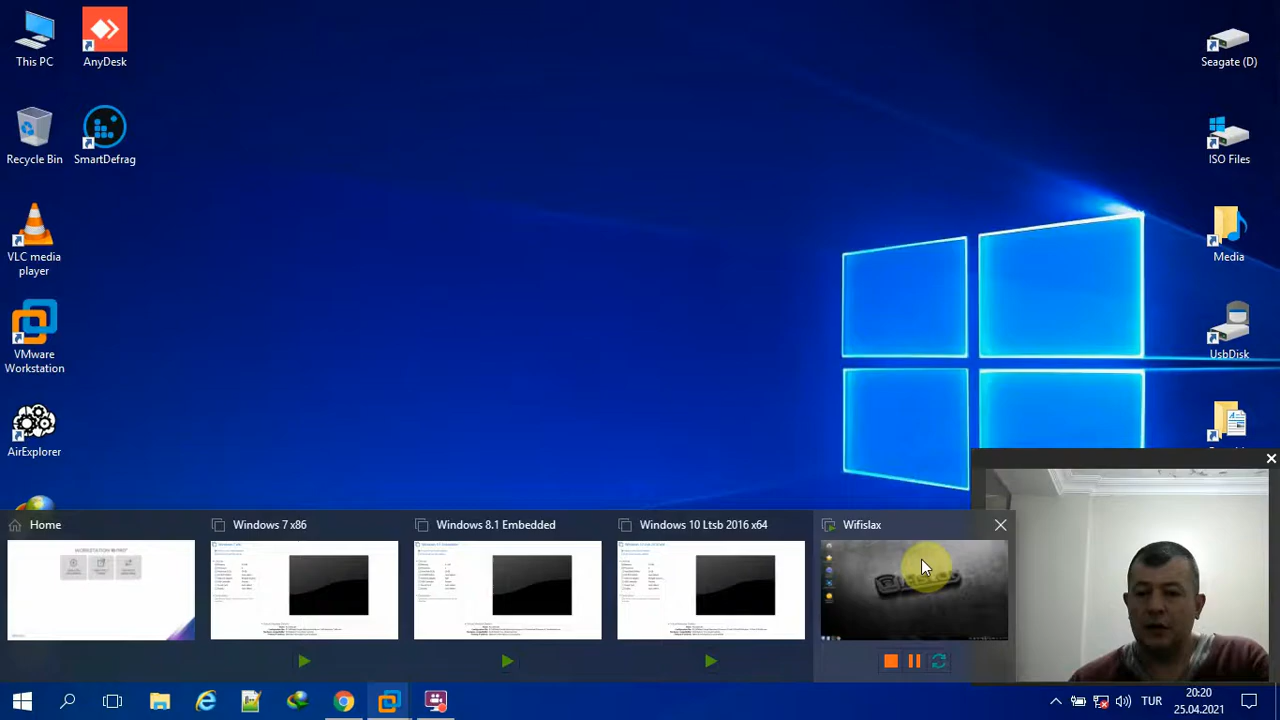 This PC
AnyDesk
Recycle Bin
SmartDefrag
VLC media
player
VMware
Workstation
AirExplorer
Seagate (D)
ISO Files
Media
UsbDisk
Home
Windows 7 x86
Windows 8.1 Embedded
Windows 10 Ltsb 2016 x64
Wifislax
TUR
20:20
25.04.2021